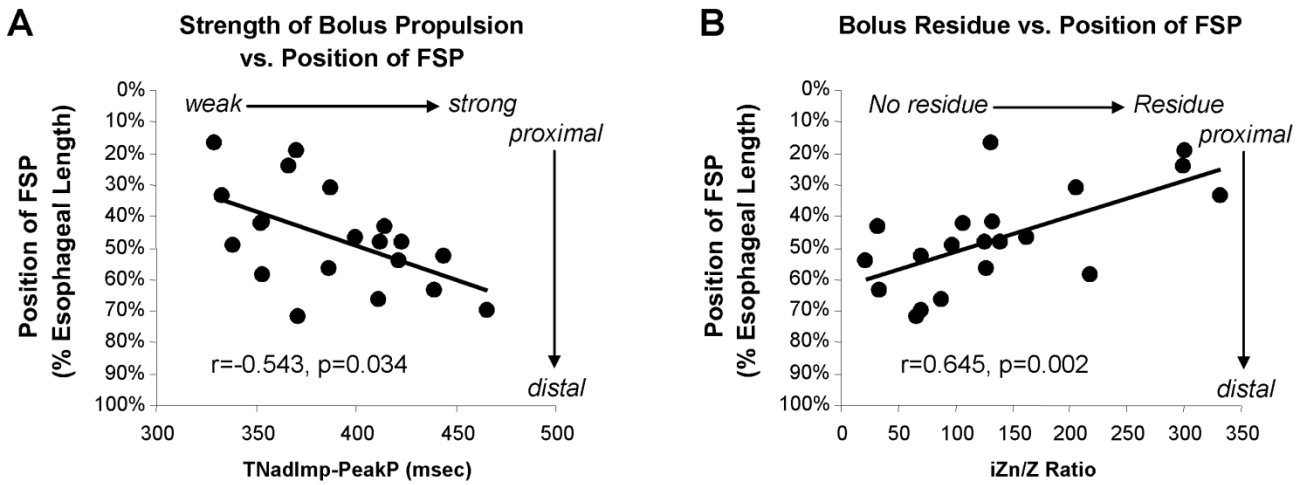 A
Strength of Bolus Propulsion
vs. Position of FSP
Position of FSP
(% Esophageal Length)
0%
10%
20%
30%
40%
50%
60%
70%
80%
90%
100%
weak
strong
proximal
distal
r=-0.543, p=0.034
300
350
400
450
500
TNadImp-PeakP (msec)
B
Bolus Residue vs. Position of FSP
Position of FSP
(% Esophageal Length)
0%
10%
20%
30%
40%
50%
60%
70%
80%
90%
100%
No residue
Residue
proximal
distal
r=0.645, p=0.002
0
50
100
150
200
250
300
350
iZn/Z Ratio